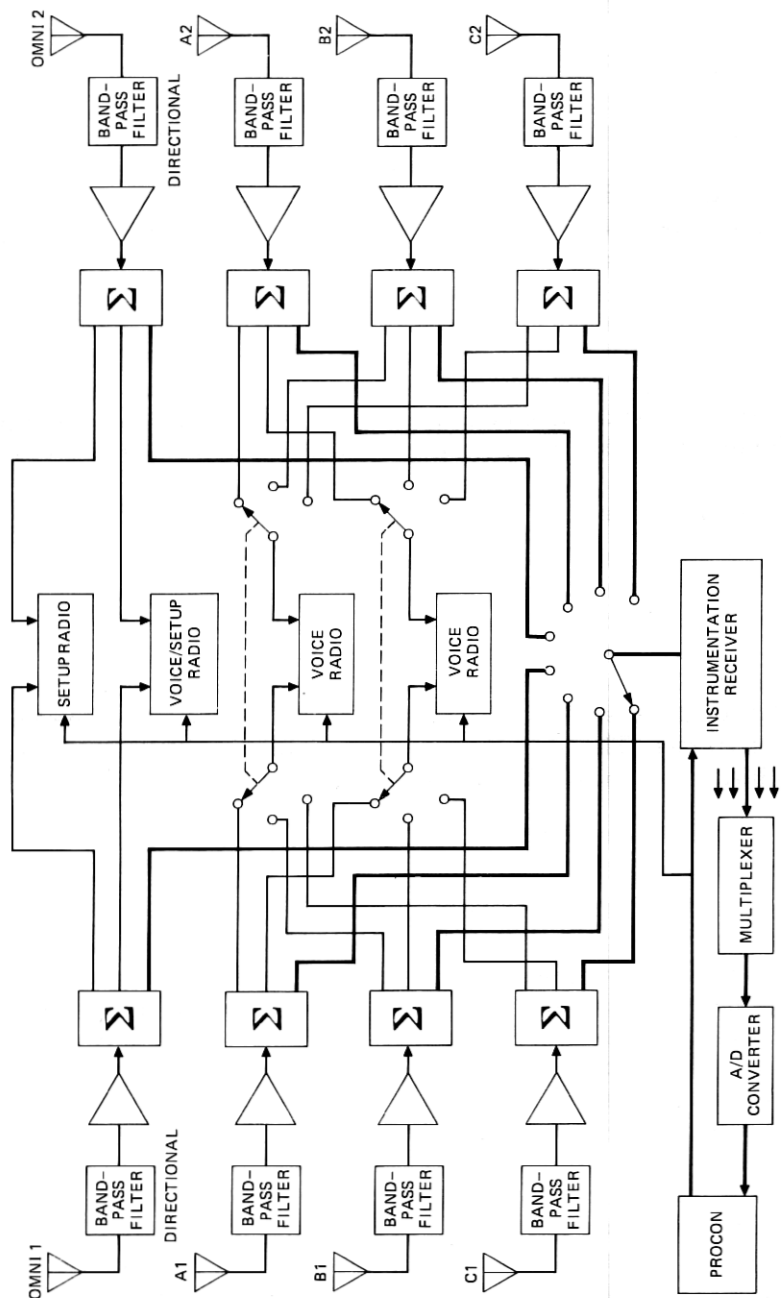 OMNI 1
BAND-
PASS
FILTER
DIRECTIONAL
Σ
A1
BAND-
PASS
FILTER
Σ
B1
BAND-
PASS
FILTER
Σ
C1
BAND-
PASS
FILTER
Σ
SETUP RADIO
VOICE/SETUP
RADIO
VOICE
RADIO
VOICE
RADIO
OMNI 2
BAND-
PASS
FILTER
DIRECTIONAL
Σ
A2
BAND-
PASS
FILTER
Σ
B2
BAND-
PASS
FILTER
Σ
C2
BAND-
PASS
FILTER
Σ
PROCON
A/D
CONVERTER
MULTIPLEXER
INSTRUMENTATION
RECEIVER